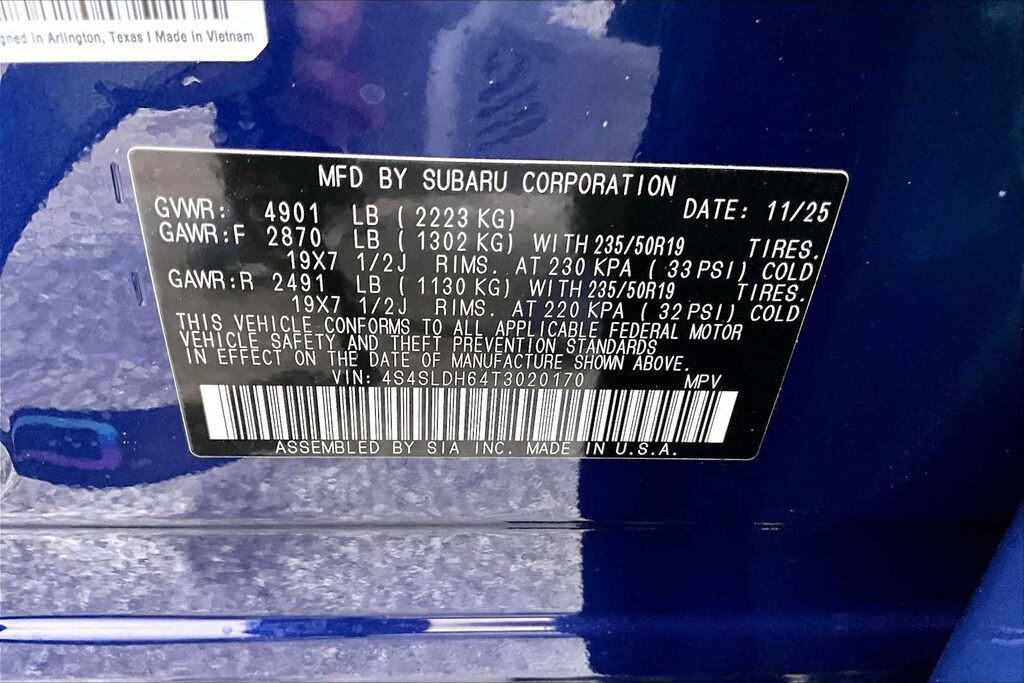 gned in Arlington, Texas I Made in Vietnam
MFD BY SUBARU CORPORATION
GVWR: 4901 LB ( 2223 KG) DATE: 11/25
GAWR:F 2870 LB ( 1302 KG) WITH 235/50R19 TIRES.
19X7 1/2J RIMS. AT 230 KPA ( 33 PSI) COLD
GAWR:R 2491 LB ( 1130 KG) WITH 235/50R19 TIRES.
19X7 1/2J RIMS. AT 220 KPA ( 32 PSI) COLD
THIS VEHICLE CONFORMS TO ALL APPLICABLE FEDERAL MOTOR
VEHICLE SAFETY AND THEFT PREVENTION STANDARDS
IN EFFECT ON THE DATE OF MANUFACTURE SHOWN ABOVE.
VIN: 4S4SLDH64T3020170 MPV
ASSEMBLED BY SIA INC. MADE IN U.S.A.